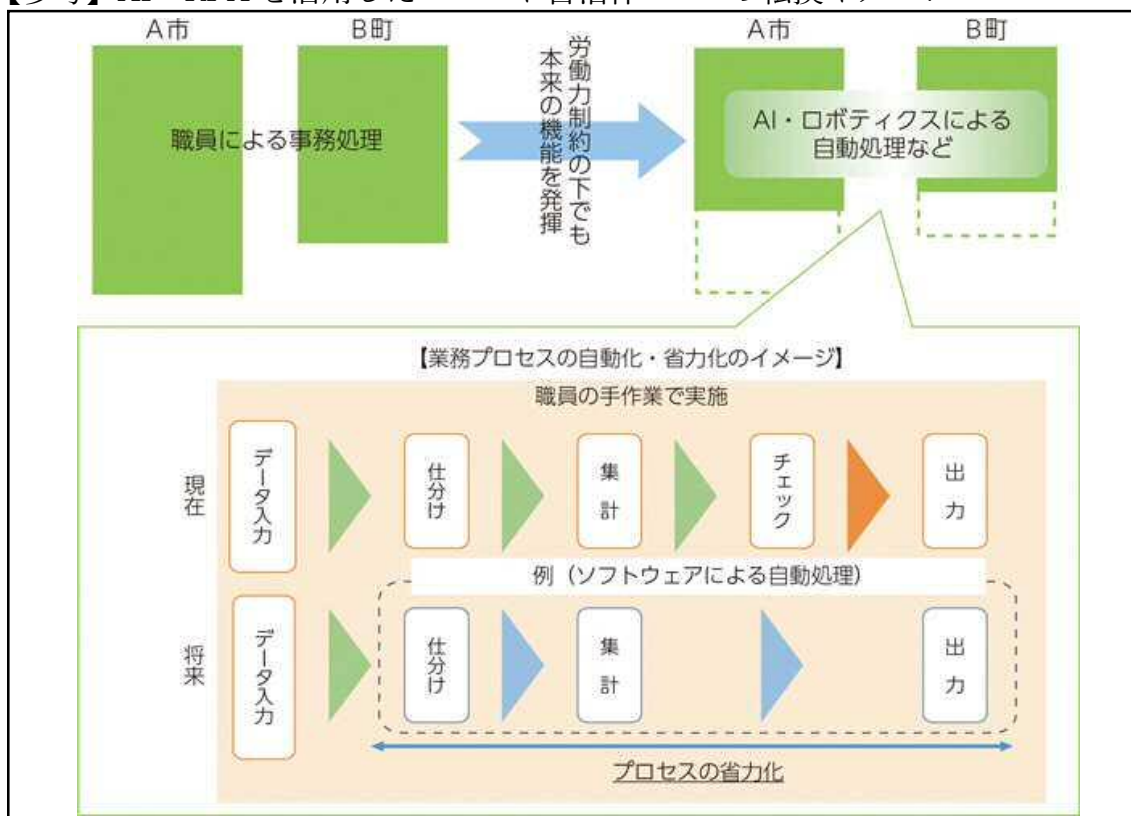 A市
B町
職員による事務処理
労働力制約の下でも
本来の機能を発揮
A市
B町
AI・ロボティクスによる
自動処理など
【業務プロセスの自動化・省力化のイメージ】
職員の手作業で実施
現在
データ入力
仕分け
集計
チェック
出力
例（ソフトウェアによる自動処理）
将来
データ入力
仕分け
集計
出力
プロセスの省力化